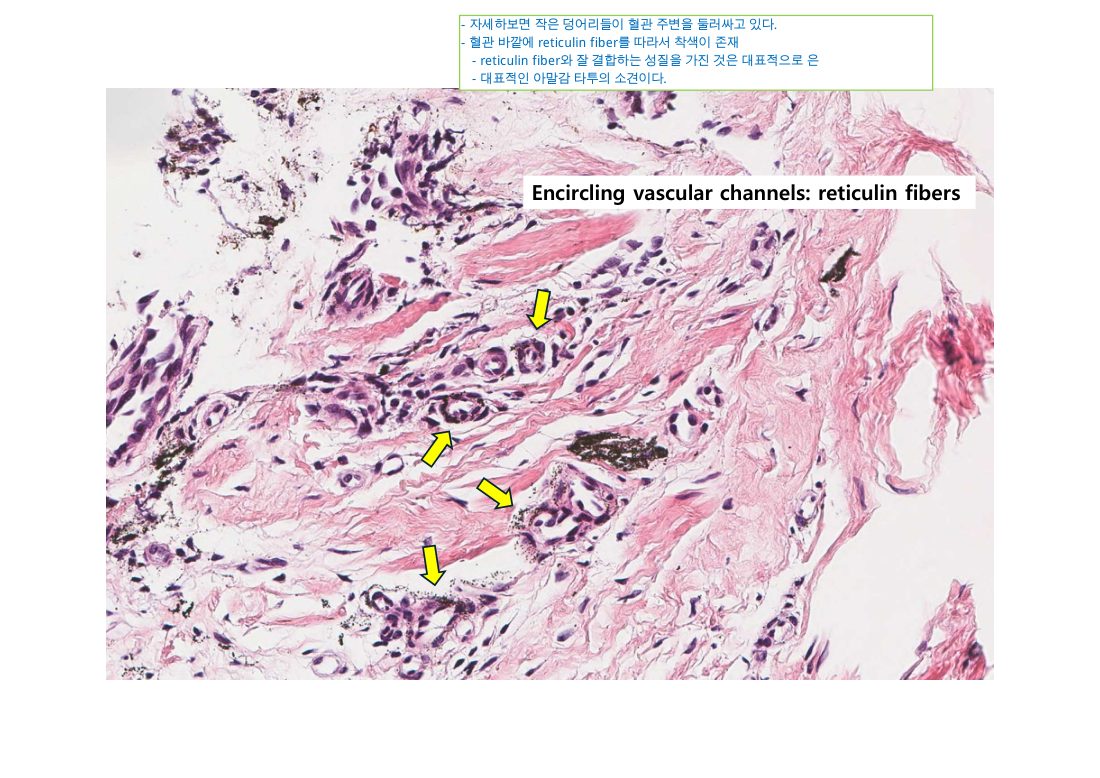 - 자세하보면 작은 덩어리들이 혈관 주변을 둘러싸고 있다.
- 혈관 바깥에 reticulin fiber를 따라서 착색이 존재
- reticulin fiber와 잘 결합하는 성질을 가진 것은 대표적으로 은
- 대표적인 아말감 타투의 소견이다.
Encircling vascular channels: reticulin fibers